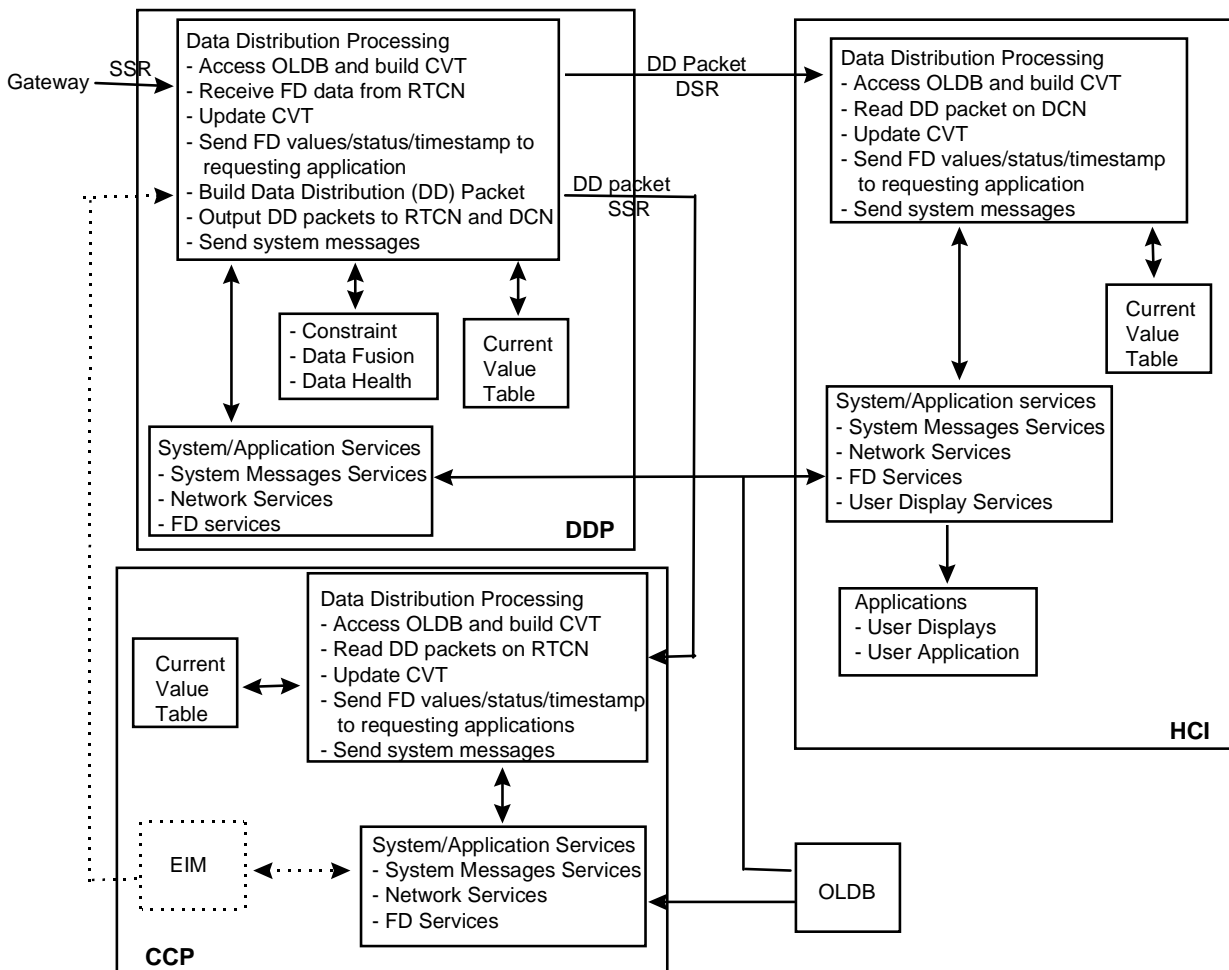 Gateway
SSR
Data Distribution Processing
- Access OLDB and build CVT
- Receive FD data from RTCN
- Update CVT
- Send FD values/status/timestamp to
requesting application
- Build Data Distribution (DD) Packet
- Output DD packets to RTCN and DCN
- Send system messages
DD Packet
DSR
DD packet
SSR
- Constraint
- Data Fusion
- Data Health
Current
Value
Table
System/Application Services
- System Messages Services
- Network Services
- FD services
DDP
Data Distribution Processing
- Access OLDB and build CVT
- Read DD packet on DCN
- Update CVT
- Send FD values/status/timestamp
to requesting application
- Send system messages
Current
Value
Table
System/Application services
- System Messages Services
- Network Services
- FD Services
- User Display Services
Applications
- User Displays
- User Application
HCI
Data Distribution Processing
- Access OLDB and build CVT
- Read DD packets on RTCN
- Update CVT
- Send FD values/status/timestamp
to requesting applications
- Send system messages
Current
Value
Table
EIM
System/Application Services
- System Messages Services
- Network Services
- FD Services
CCP
OLDB